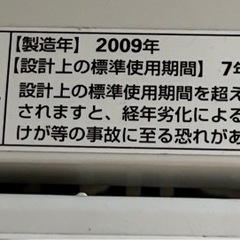 【製造年】 2009年
【設計上の標準使用期間】 7年
設計上の標準使用期間を超え
されますと、経年劣化による
けが等の事故に至る恐れがあ